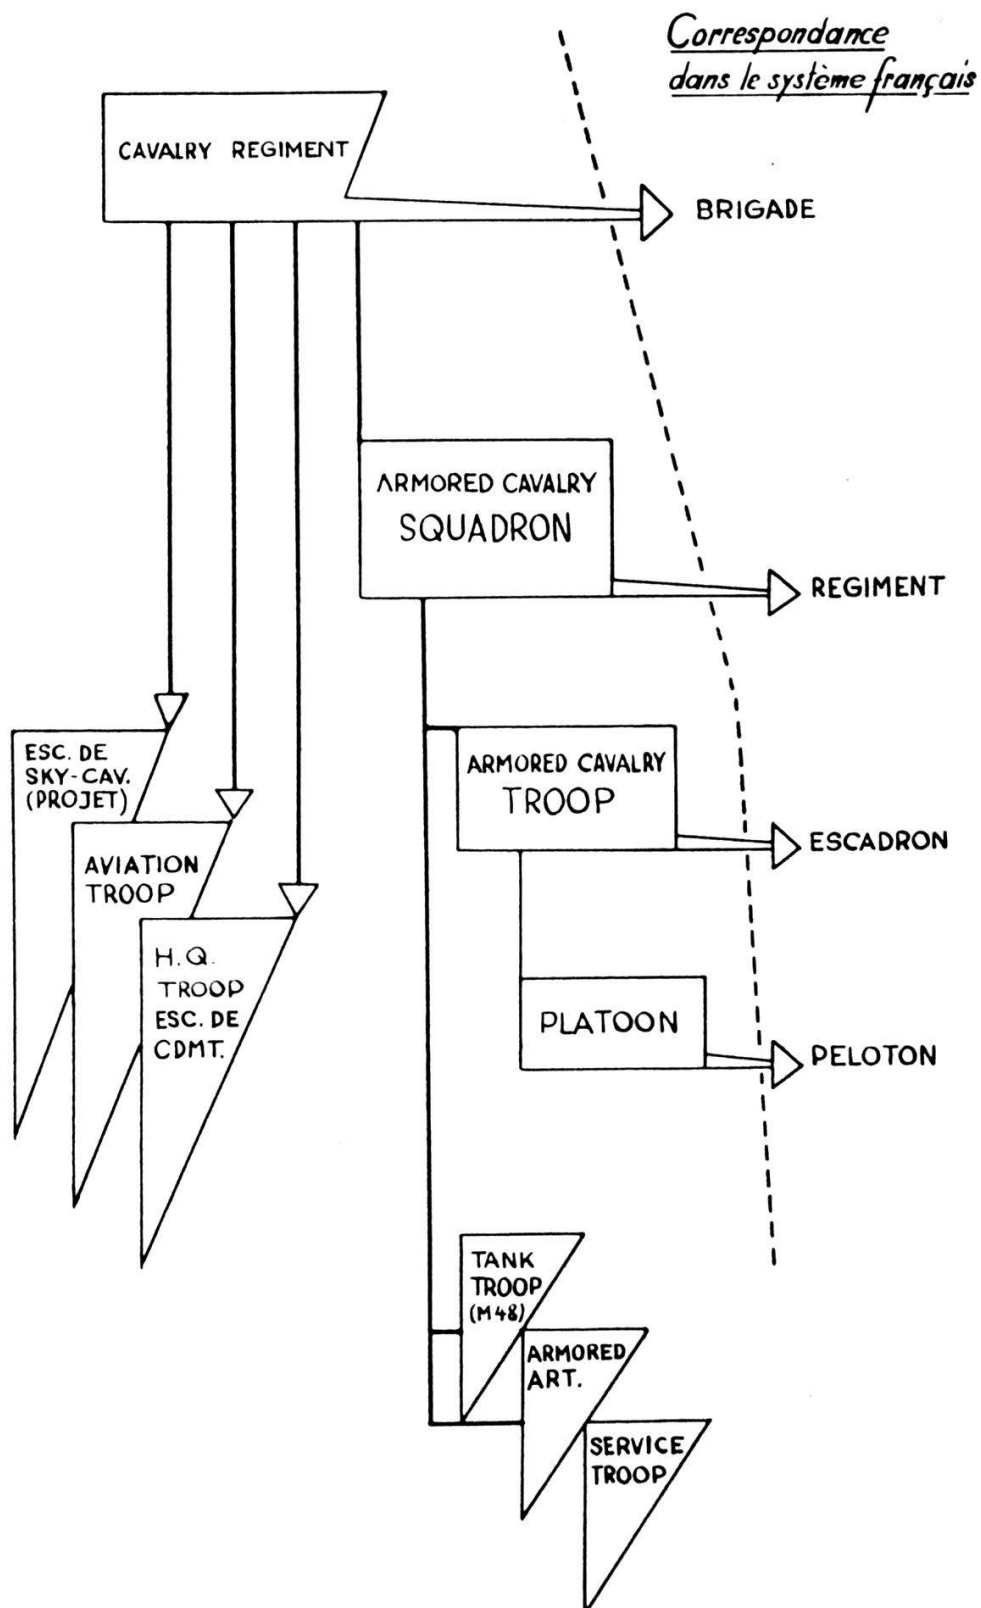 Correspondance
dans le système français
CAVALRY REGIMENT
BRIGADE
ARMORED CAVALRY
SQUADRON
REGIMENT
ESC. DE
SKY-CAV.
(PROJET)
AVIATION
TROOP
H.Q.
TROOP
ESC. DE
CDMT.
ARMORED CAVALRY
TROOP
ESCADRON
PLATOON
PELOTON
TANK
TROOP
(M48)
ARMORED
ART.
SERVICE
TROOP